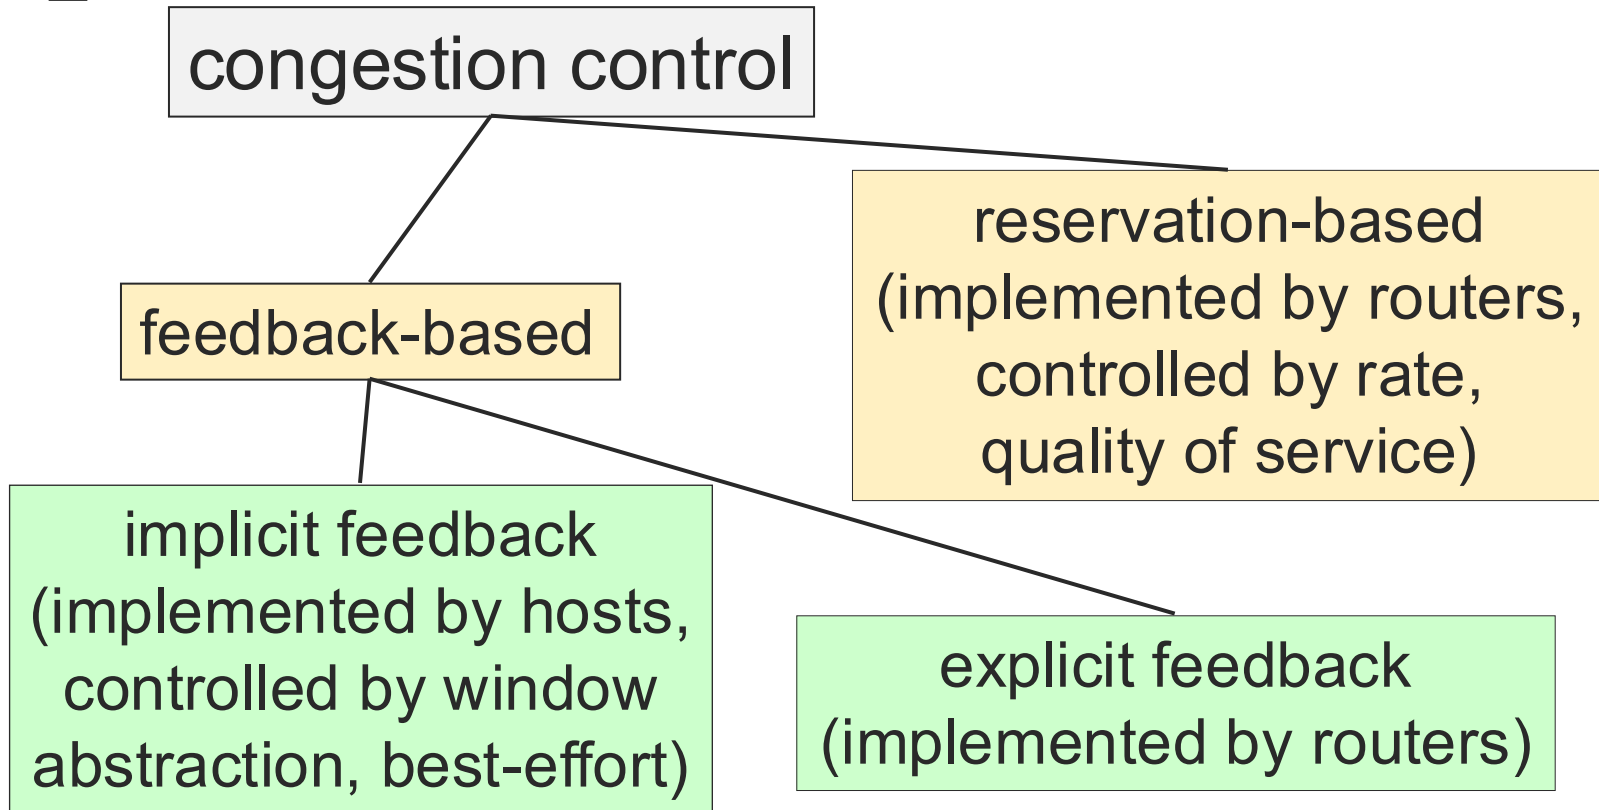 congestion control
reservation-based
(implemented by routers,
controlled by rate,
quality of service)
feedback-based
implicit feedback
(implemented by hosts,
controlled by window
abstraction, best-effort)
explicit feedback
(implemented by routers)